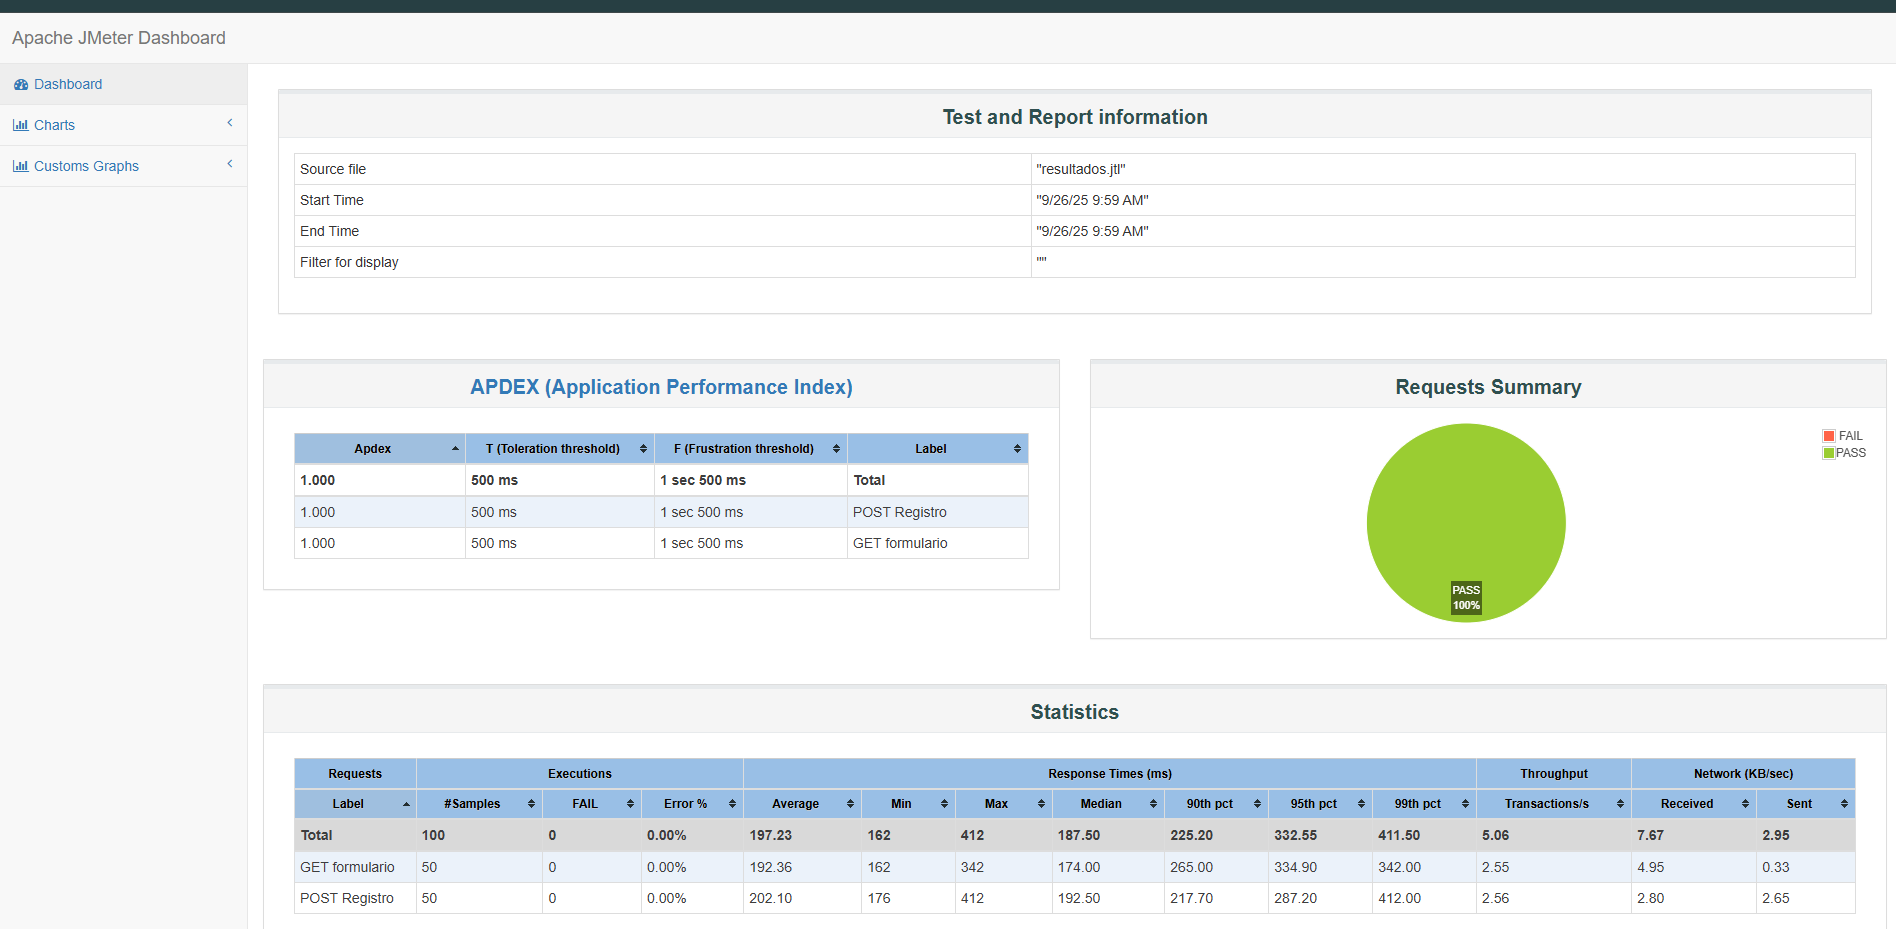 Apache JMeter Dashboard
Dashboard
Charts
Customs Graphs
Test and Report information
Source file "resultados.jtl"
Start Time "9/26/25 9:59 AM"
End Time "9/26/25 9:59 AM"
Filter for display ""
APDEX (Application Performance Index)
Apdex T (Toleration threshold) F (Frustration threshold) Label
1.000 500 ms 1 sec 500 ms Total
1.000 500 ms 1 sec 500 ms POST Registro
1.000 500 ms 1 sec 500 ms GET formulario
Requests Summary
FAIL
PASS
PASS
100%
Statistics
Requests Executions Response Times (ms) Throughput Network (KB/sec)
Label #Samples FAIL Error % Average Min Max Median 90th pct 95th pct 99th pct Transactions/s Received Sent
Total 100 0 0.00% 197.23 162 412 187.50 225.20 332.55 411.50 5.06 7.67 2.95
GET formulario 50 0 0.00% 192.36 162 342 174.00 265.00 334.90 342.00 2.55 4.95 0.33
POST Registro 50 0 0.00% 202.10 176 412 192.50 217.70 287.20 412.00 2.56 2.80 2.65